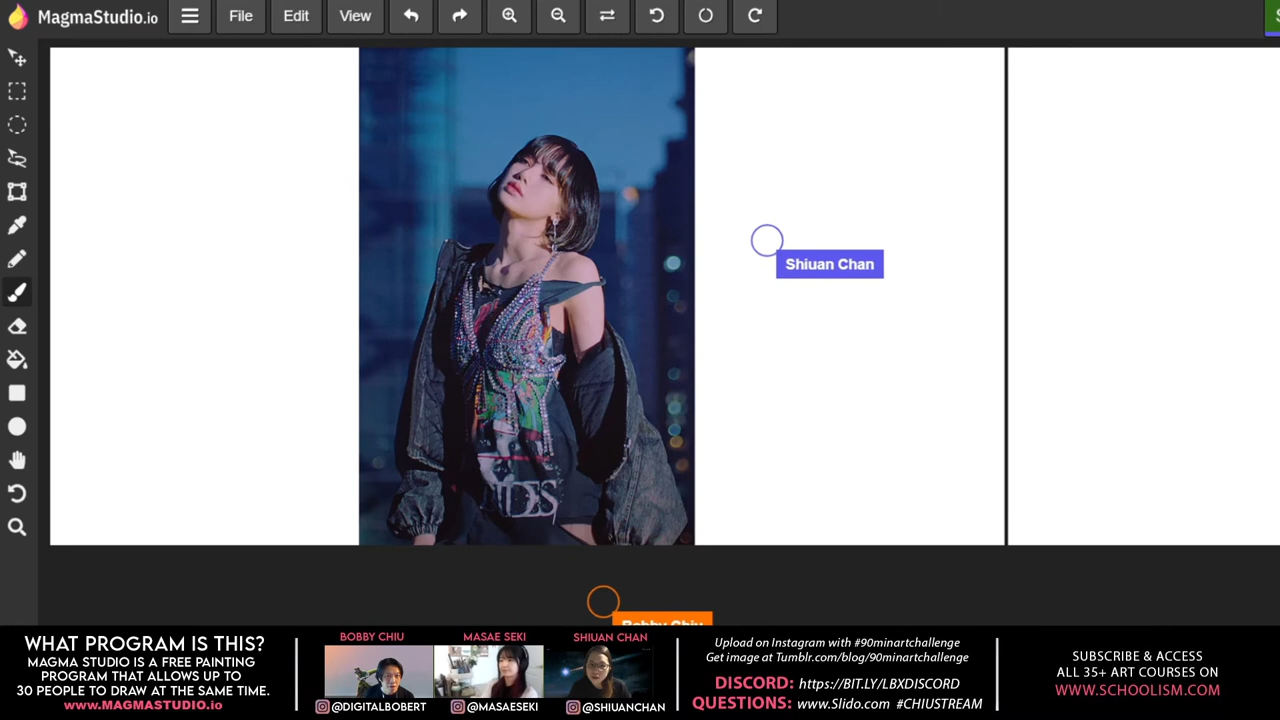 MagmaStudio.io
File
Edit
View
Shiuan Chan
Bobby Chiu
WHAT PROGRAM IS THIS?
MAGMA STUDIO IS A FREE PAINTING
PROGRAM THAT ALLOWS UP TO
30 PEOPLE TO DRAW AT THE SAME TIME.
www.MAGMASTUDIO.io
BOBBY CHIU
MASAE SEKI
SHIUAN CHAN
@DIGITALBOBERT
@MASAESEKI
@SHIUANCHAN
Upload on Instagram with #90minartchallenge
Get image at Tumblr.com/blog/90minartchallenge
DISCORD: https://BIT.LY/LBXDISCORD
QUESTIONS: www.Slido.com #CHIUSTREAM
SUBSCRIBE & ACCESS
ALL 35+ ART COURSES ON
WWW.SCHOOLISM.COM